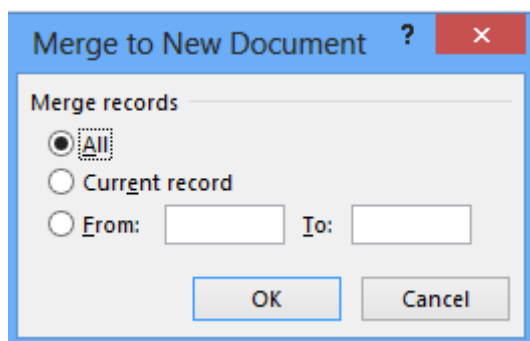 Merge to New Document ?
Merge records
All
Current record
From: To:
OK Cancel